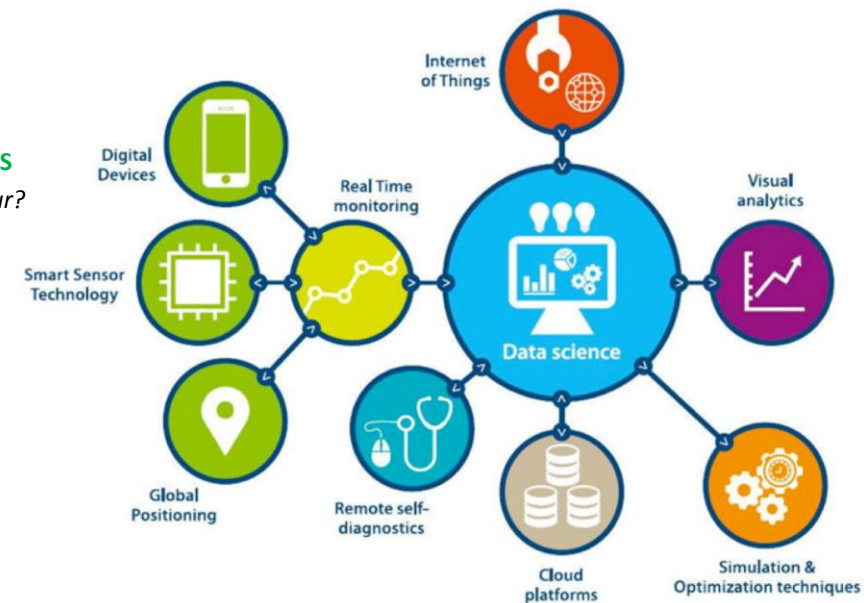 Internet
of Things
Digital
Devices
s
ur?
Real Time
monitoring
Visual
analytics
Smart Sensor
Technology
Data science
Global
Positioning
Remote self-
diagnostics
Cloud
platforms
Simulation &
Optimization techniques